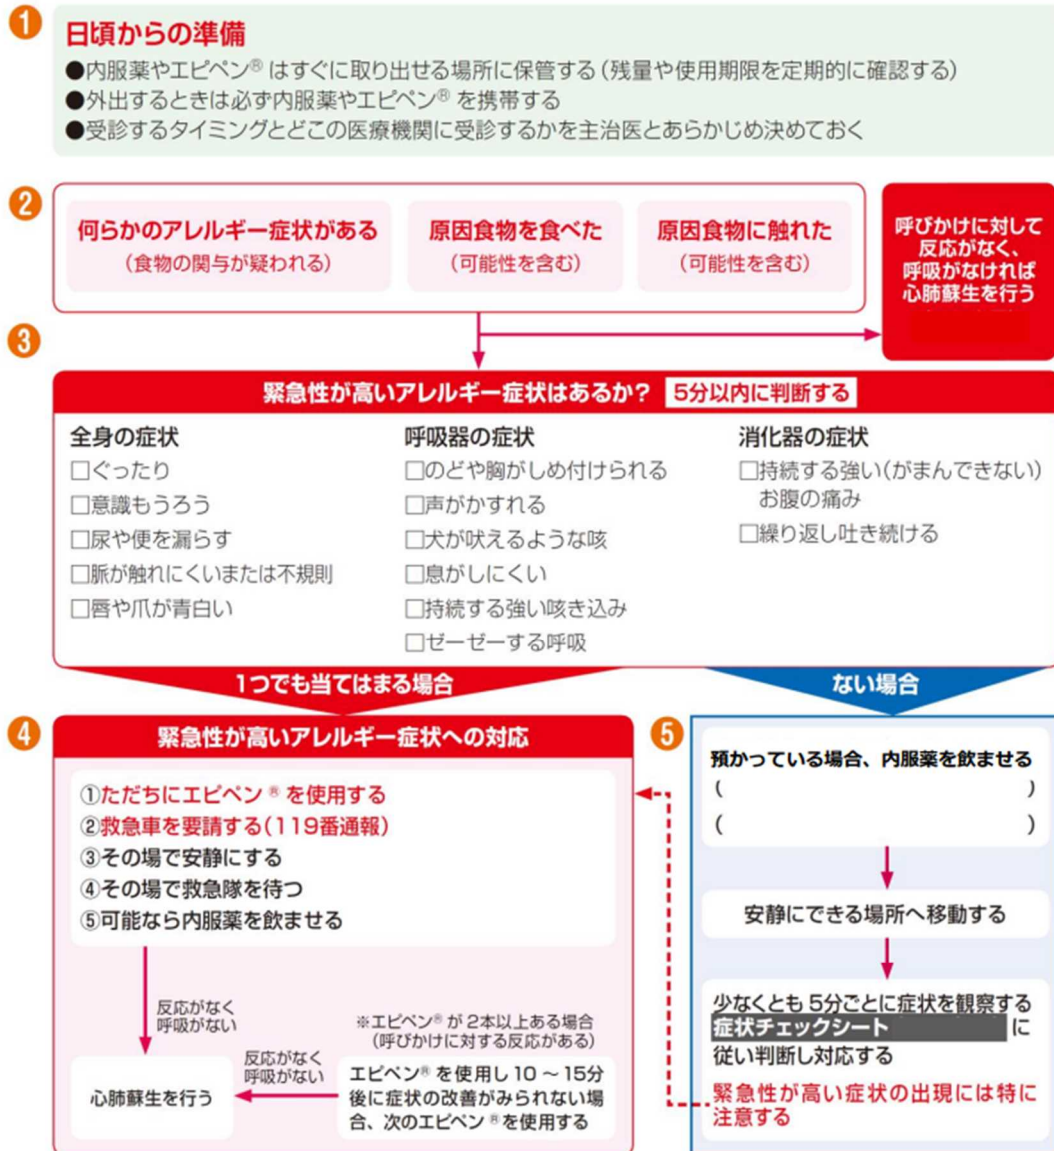 1
日頃からの準備
●内服薬やエピペン® はすぐに取り出せる場所に保管する(残量や使用期限を定期的に確認する)
●外出するときは必ず内服薬やエピペン® を携帯する
●受診するタイミングとどこの医療機関に受診するかを主治医とあらかじめ決めておく
2
何らかのアレルギー症状がある
(食物の関与が疑われる)
原因食物を食べた
(可能性を含む)
原因食物に触れた
(可能性を含む)
呼びかけに対して
反応がなく、
呼吸がなければ
心肺蘇生を行う
3
緊急性が高いアレルギー症状はあるか? 5分以内に判断する
全身の症状
□ぐったり
□意識もうろう
□尿や便を漏らす
□脈が触れにくいまたは不規則
□唇や爪が青白い
呼吸器の症状
□のどや胸がしめ付けられる
□声がかすれる
□犬が吠えるような咳
□息がしにくい
□持続する強い咳き込み
□ゼーゼーする呼吸
消化器の症状
□持続する強い(がまんできない)
お腹の痛み
□繰り返し吐き続ける
1つでも当てはまる場合
ない場合
4
緊急性が高いアレルギー症状への対応
①ただちにエピペン ® を使用する
②救急車を要請する(119番通報)
③その場で安静にする
④その場で救急隊を待つ
⑤可能なら内服薬を飲ませる
反応がなく
呼吸がない
※エピペン® が 2本以上ある場合
(呼びかけに対する反応がある)
反応がなく
呼吸がない
心肺蘇生を行う
エピペン® を使用し 10 ～ 15分
後に症状の改善がみられない場
合、次のエピペン ® を使用する
5
預かっている場合、内服薬を飲ませる
( )
( )
安静にできる場所へ移動する
少なくとも 5分ごとに症状を観察する
症状チェックシート に
従い判断し対応する
緊急性が高い症状の出現には特に
注意する